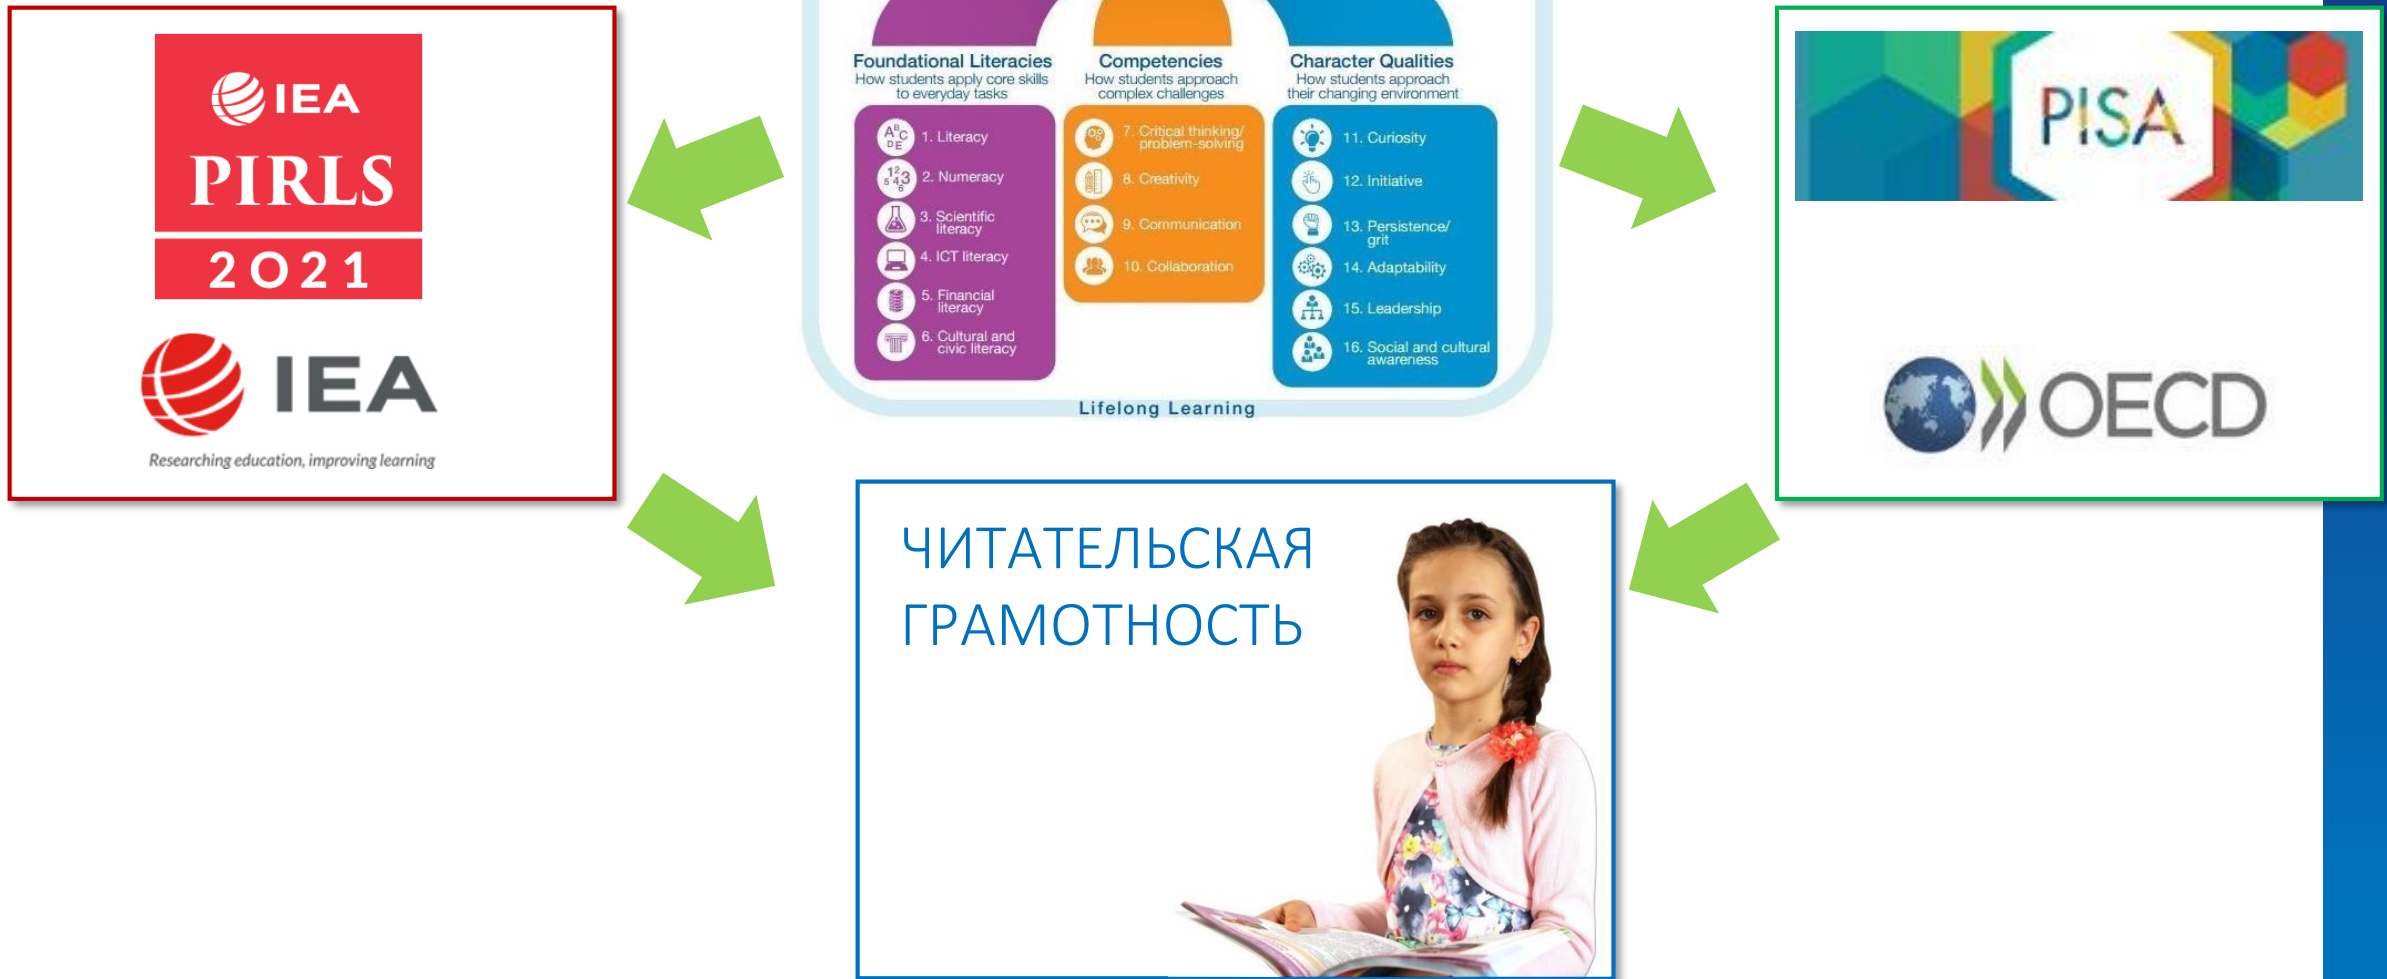 IEA
PIRLS
2021
IEA
Researching education, improving learning
Foundational Literacies
How students apply core skills
to everyday tasks
1. Literacy
2. Numeracy
3. Scientific
literacy
4. ICT literacy
5. Financial
literacy
6. Cultural and
civic literacy
Competencies
How students approach
complex challenges
7. Critical thinking/
problem-solving
8. Creativity
9. Communication
10. Collaboration
Character Qualities
How students approach
their changing environment
11. Curiosity
12. Initiative
13. Persistence/
grit
14. Adaptability
15. Leadership
16. Social and cultural
awareness
Lifelong Learning
PISA
OECD
ЧИТАТЕЛЬСКАЯ
ГРАМОТНОСТЬ